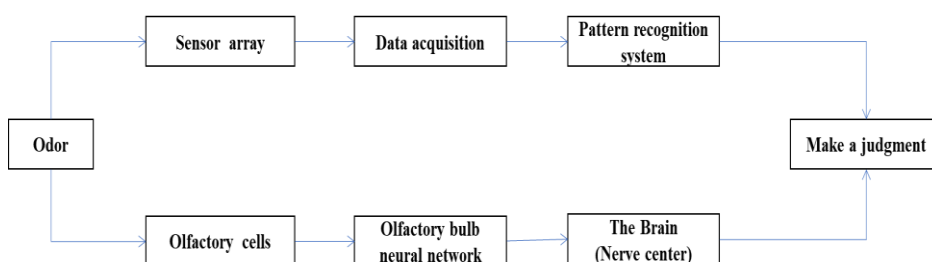 Sensor array
Data acquisition
Pattern recognition
system
Odor
Make a judgment
Olfactory cells
Olfactory bulb
neural network
The Brain
(Nerve center)